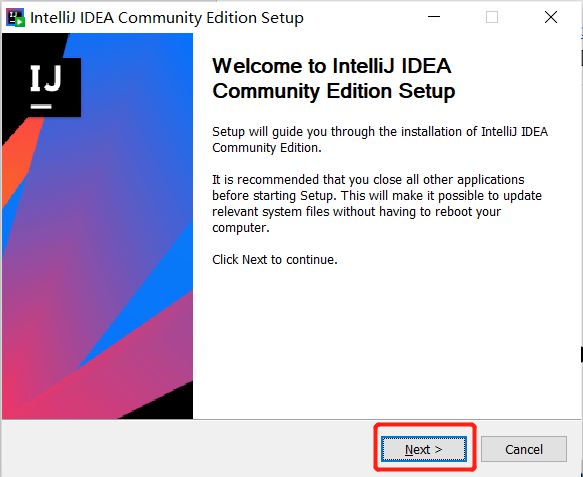 IntelliJ IDEA Community Edition Setup
IJ
Welcome to IntelliJ IDEA
Community Edition Setup
Setup will guide you through the installation of IntelliJ IDEA
Community Edition.
It is recommended that you close all other applications
before starting Setup. This will make it possible to update
relevant system files without having to reboot your
computer.
Click Next to continue.
Next >
Cancel